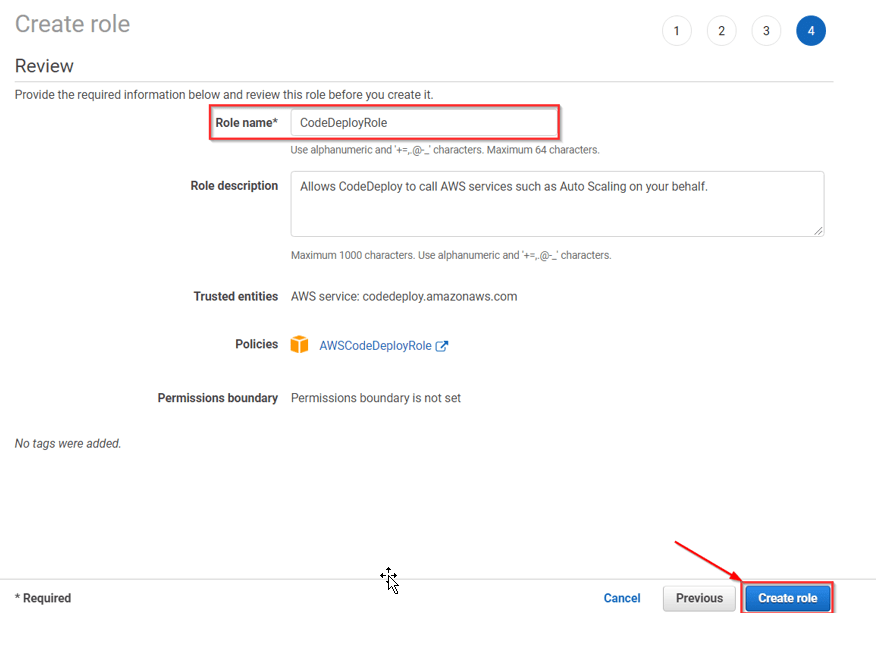 Create role
1 2 3 4
Review
Provide the required information below and review this role before you create it.
Role name* CodeDeployRole
Use alphanumeric and '+=,.@-_' characters. Maximum 64 characters.
Role description Allows CodeDeploy to call AWS services such as Auto Scaling on your behalf.
Maximum 1000 characters. Use alphanumeric and '+=,.@-_' characters.
Trusted entities AWS service: codedeploy.amazonaws.com
Policies AWSCodeDeployRole
Permissions boundary Permissions boundary is not set
No tags were added.
* Required Cancel Previous Create role